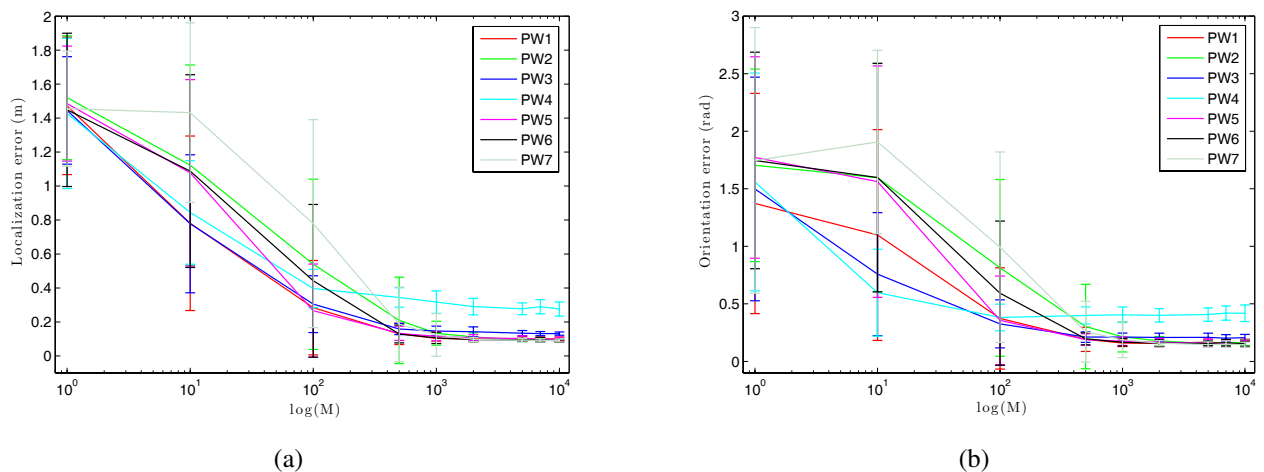 2
1.8
1.6
1.4
1.2
1
0.8
0.6
0.4
0.2
0
Localization error (m)
10^0
10^1
10^2
10^3
10^4
log(M)
PW1
PW2
PW3
PW4
PW5
PW6
PW7
(a)
3
2.5
2
1.5
1
0.5
0
Orientation error (rad)
10^0
10^1
10^2
10^3
10^4
log(M)
PW1
PW2
PW3
PW4
PW5
PW6
PW7
(b)